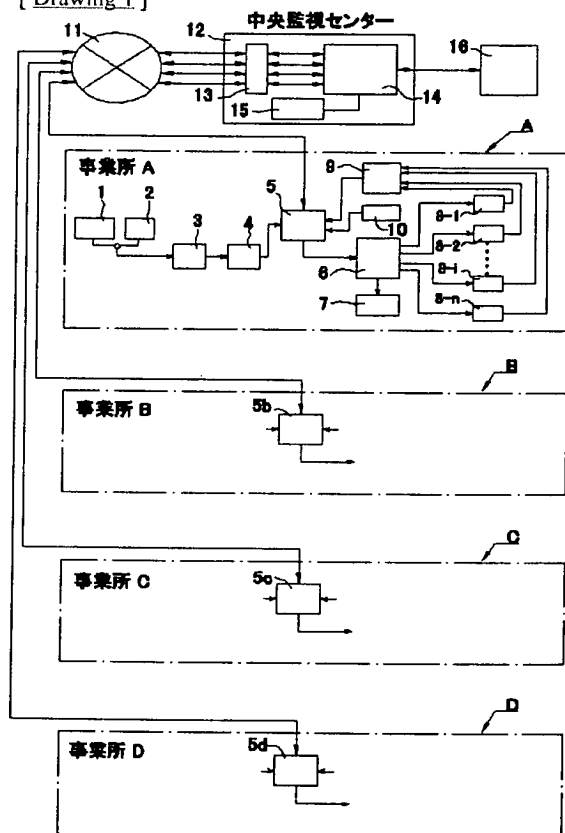 [ Drawing 1 ]
中央監視センター
11
12
16
13
14
15
A
事業所 A
1
2
3
4
5
9
10
6
7
8-1
8-2
8-i
8-n
B
事業所 B
5b
C
事業所 C
5c
D
事業所 D
5d